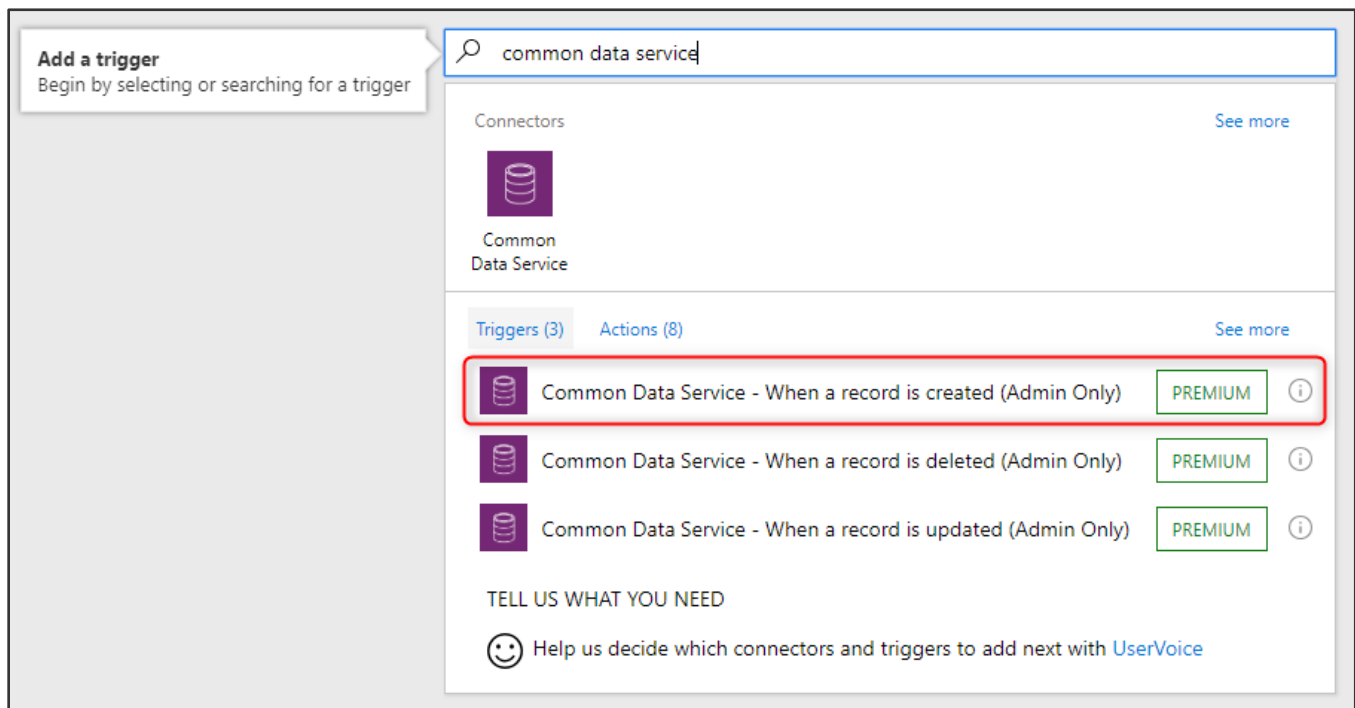 Add a trigger
Begin by selecting or searching for a trigger
common data service
Connectors
See more
Common
Data Service
Triggers (3)
Actions (8)
See more
Common Data Service - When a record is created (Admin Only)
PREMIUM
Common Data Service - When a record is deleted (Admin Only)
PREMIUM
Common Data Service - When a record is updated (Admin Only)
PREMIUM
TELL US WHAT YOU NEED
Help us decide which connectors and triggers to add next with UserVoice